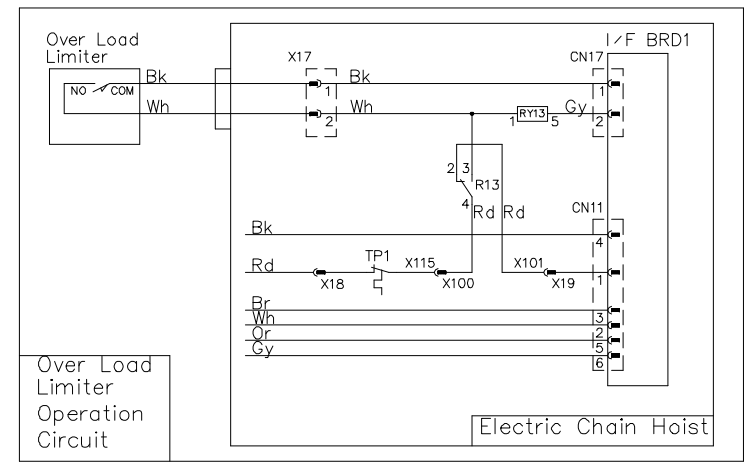 Over Load
Limiter
I/F BRD1
X17
CN17
Bk
Bk
NO
COM
1
1
Wh
Wh
RY13
Gy
2
1
5
2
2
3
R13
4
Rd
Rd
CN11
Bk
4
TP1
Rd
X115
X101
X18
X100
X19
1
Br
3
Wh
2
Or
5
Gy
6
Over Load
Limiter
Operation
Circuit
Electric Chain Hoist